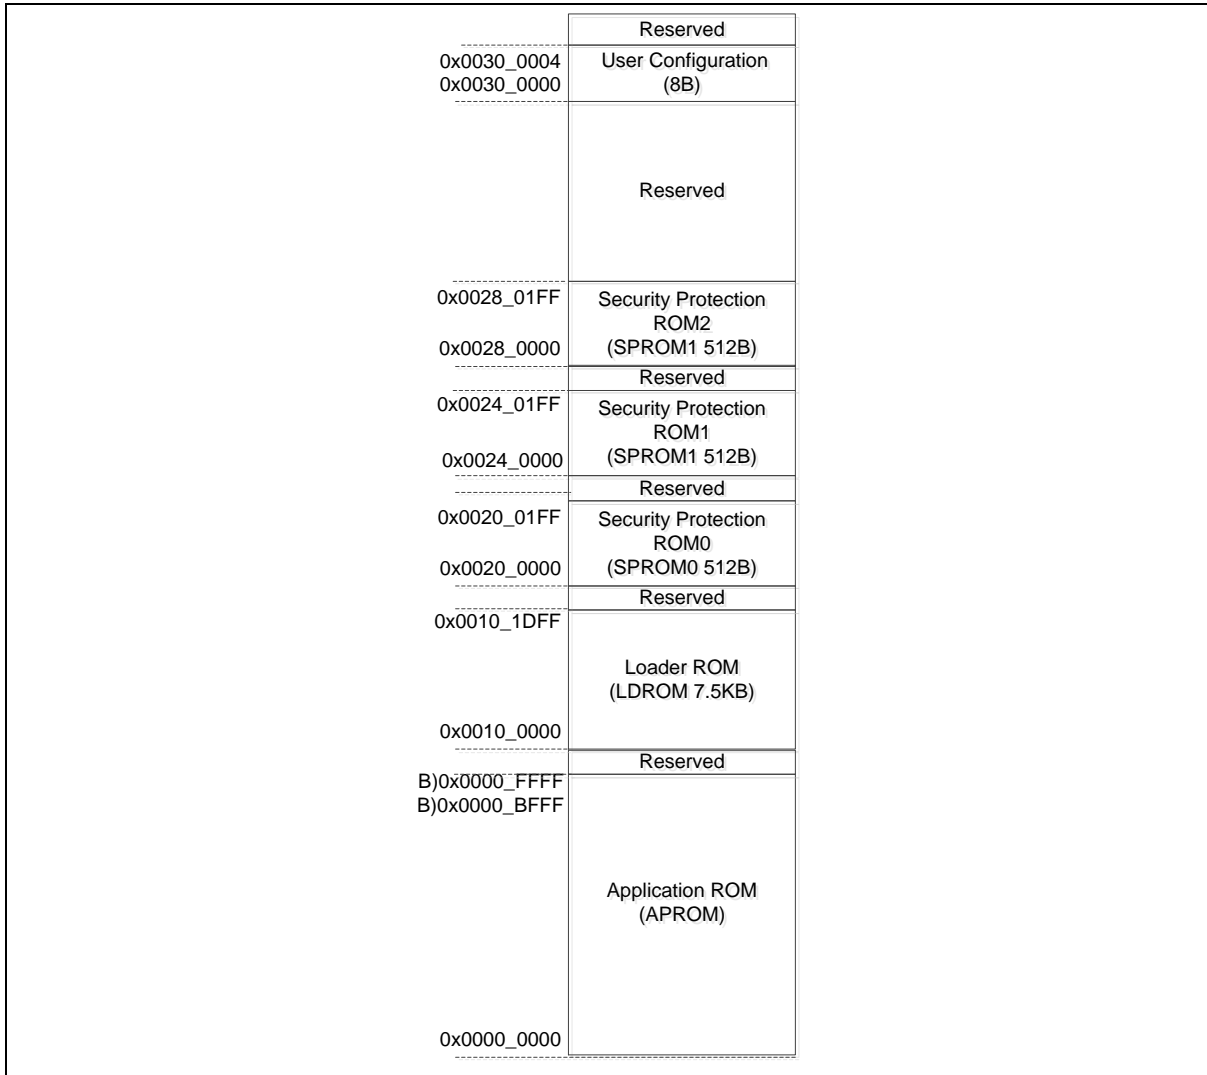 Reserved
0x0030_0004
0x0030_0000
User Configuration
(8B)
Reserved
0x0028_01FF
0x0028_0000
Security Protection
ROM2
(SPROM1 512B)
Reserved
0x0024_01FF
0x0024_0000
Security Protection
ROM1
(SPROM1 512B)
Reserved
0x0020_01FF
0x0020_0000
Security Protection
ROM0
(SPROM0 512B)
Reserved
0x0010_1DFF
0x0010_0000
Loader ROM
(LDROM 7.5KB)
Reserved
B)0x0000_FFFF
B)0x0000_BFFF
Application ROM
(APROM)
0x0000_0000